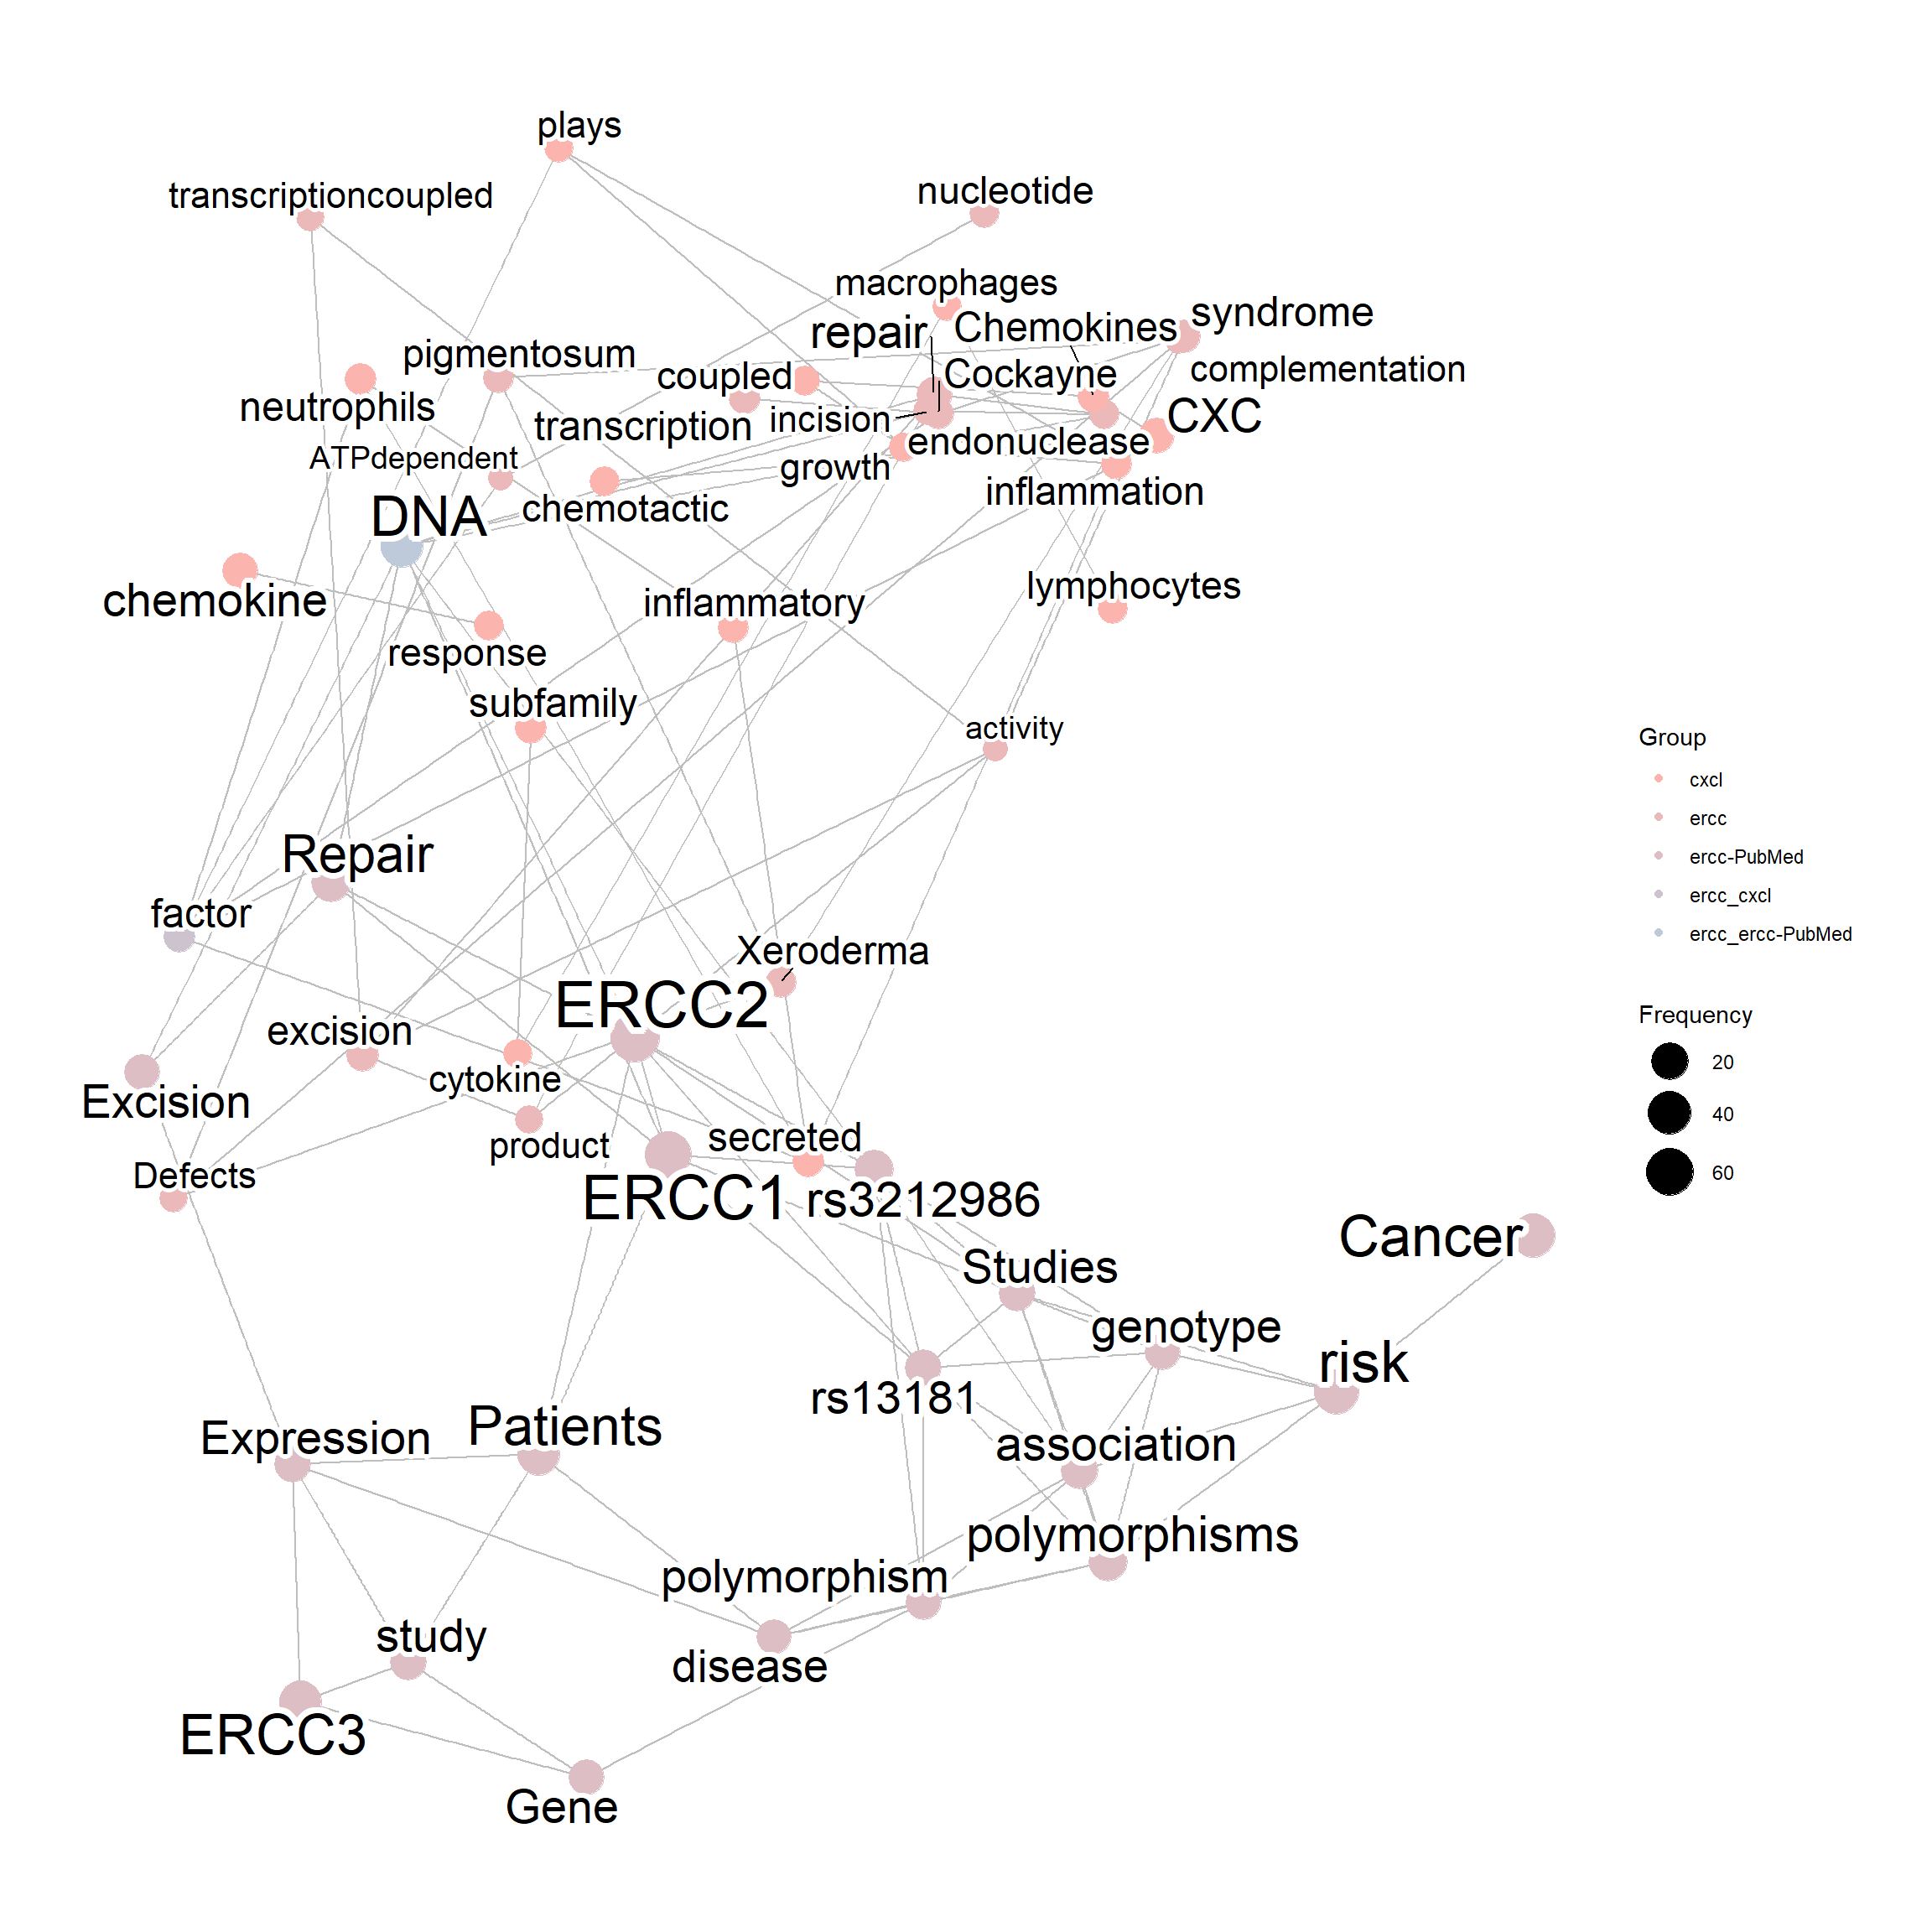 plays
transcriptioncoupled
nucleotide
macrophages
syndrome
repair
Chemokines
pigmentosum
coupled
Cockayne
complementation
neutrophils
transcription
incision
CXC
ATPdependent
endonuclease
growth
DNA
chemotactic
inflammation
chemokine
inflammatory
lymphocytes
response
subfamily
activity
Repair
factor
Xeroderma
ERCC2
excision
cytokine
Excision
product
secreted
Defects
ERCC1
rs3212986
Cancer
Studies
genotype
risk
rs13181
Patients
Expression
association
polymorphisms
polymorphism
study
disease
ERCC3
Gene
Group
cxcl
ercc
ercc-PubMed
ercc_cxcl
ercc_ercc-PubMed
Frequency
20
40
60